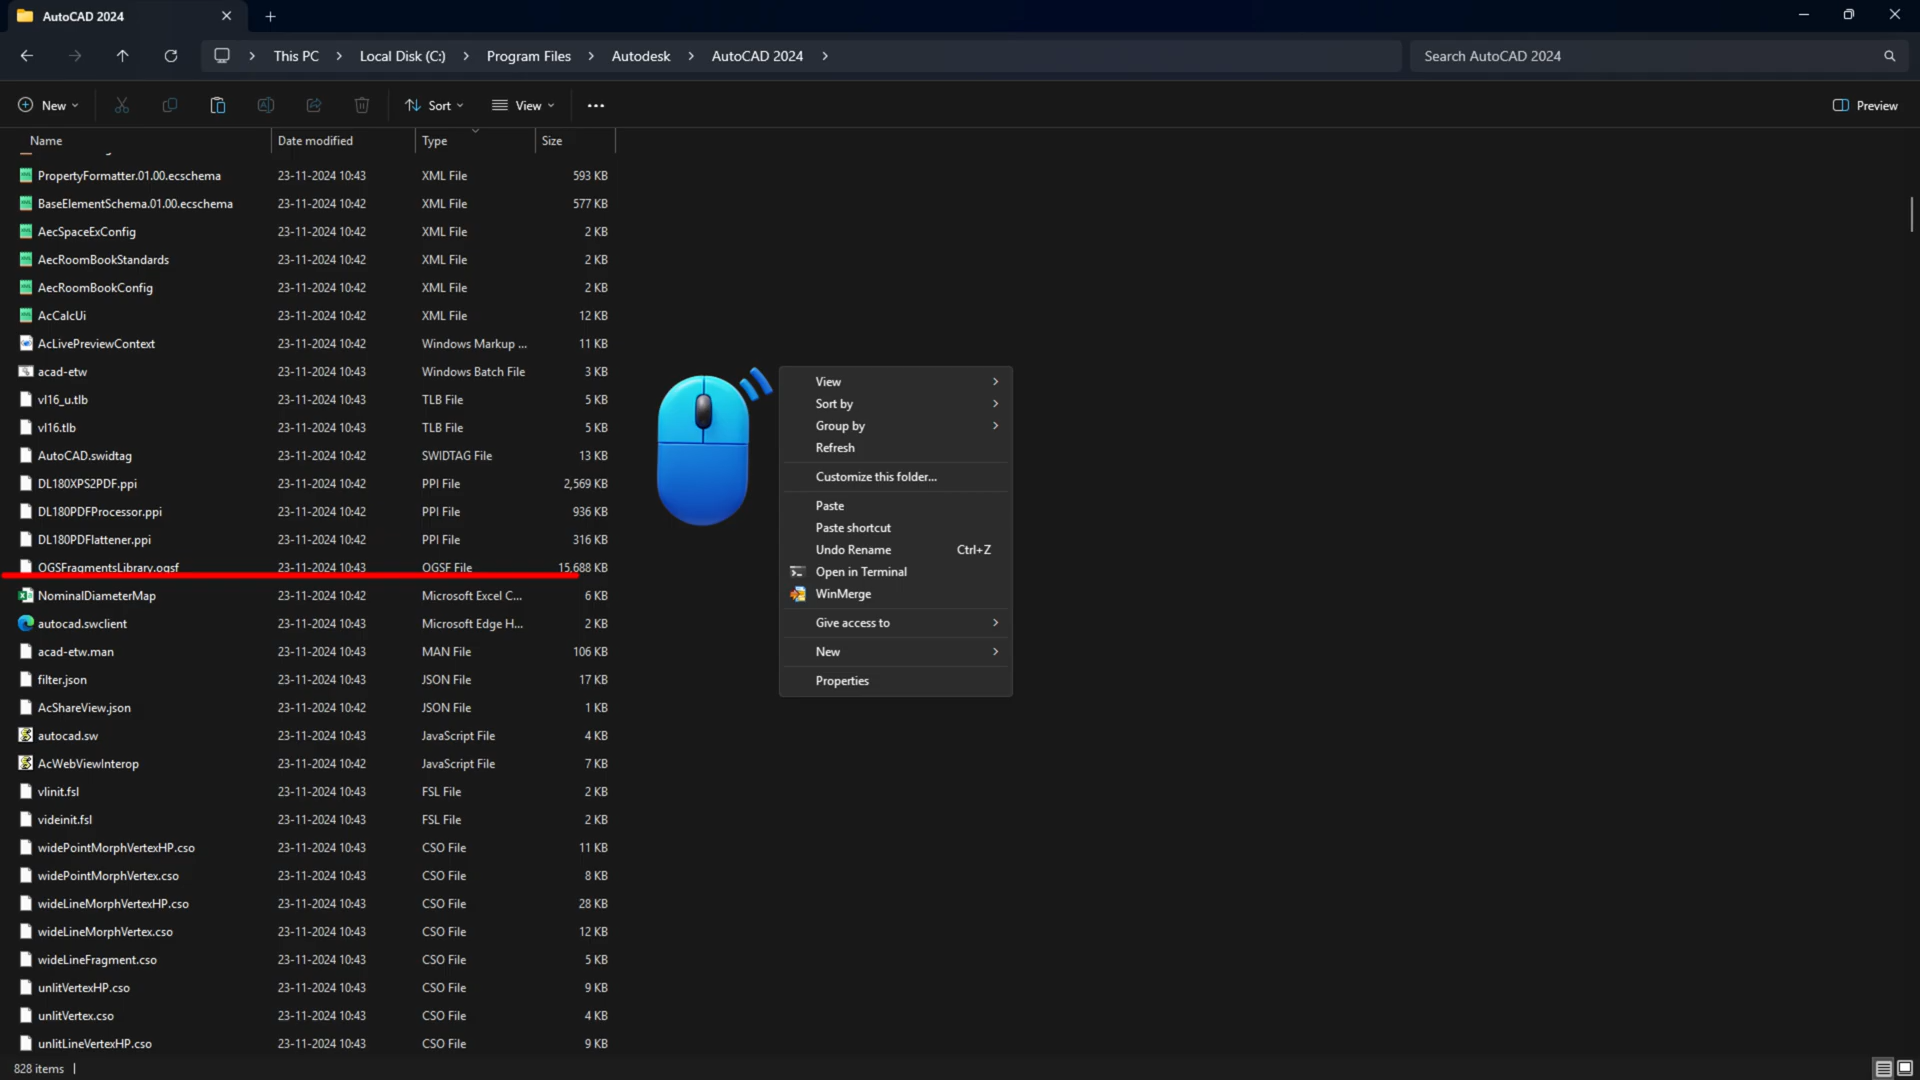 AutoCAD 2024
This PC > Local Disk (C:) > Program Files > Autodesk > AutoCAD 2024 >
Search AutoCAD 2024
New
Sort
View
Preview
Name Date modified Type Size
PropertyFormatter.01.00.ecschema 23-11-2024 10:43 XML File 593 KB
BaseElementSchema.01.00.ecschema 23-11-2024 10:42 XML File 577 KB
AecSpaceExConfig 23-11-2024 10:42 XML File 2 KB
AecRoomBookStandards 23-11-2024 10:42 XML File 2 KB
AecRoomBookConfig 23-11-2024 10:42 XML File 2 KB
AcCalcUi 23-11-2024 10:42 XML File 12 KB
AcLivePreviewContext 23-11-2024 10:42 Windows Markup ... 11 KB
acad-etw 23-11-2024 10:43 Windows Batch File 3 KB
vl16_u.tlb 23-11-2024 10:43 TLB File 5 KB
vl16.tlb 23-11-2024 10:43 TLB File 5 KB
AutoCAD.swidtag 23-11-2024 10:42 SWIDTAG File 13 KB
DL180XPS2PDF.ppi 23-11-2024 10:42 PPI File 2,569 KB
DL180PDFProcessor.ppi 23-11-2024 10:42 PPI File 936 KB
DL180PDFlattener.ppi 23-11-2024 10:42 PPI File 316 KB
OGSFragmentsLibrary.ogsf 23-11-2024 10:43 OGSF File 15,688 KB
NominalDiameterMap 23-11-2024 10:42 Microsoft Excel C... 6 KB
autocad.swclient 23-11-2024 10:43 Microsoft Edge H... 2 KB
acad-etw.man 23-11-2024 10:43 MAN File 106 KB
filter.json 23-11-2024 10:43 JSON File 17 KB
AcShareView.json 23-11-2024 10:42 JSON File 1 KB
autocad.sw 23-11-2024 10:43 JavaScript File 4 KB
AcWebViewInterop 23-11-2024 10:42 JavaScript File 7 KB
vlinit.fsl 23-11-2024 10:43 FSL File 2 KB
videinit.fsl 23-11-2024 10:43 FSL File 2 KB
widePointMorphVertexHP.cso 23-11-2024 10:43 CSO File 11 KB
widePointMorphVertex.cso 23-11-2024 10:43 CSO File 8 KB
wideLineMorphVertexHP.cso 23-11-2024 10:43 CSO File 28 KB
wideLineMorphVertex.cso 23-11-2024 10:43 CSO File 12 KB
wideLineFragment.cso 23-11-2024 10:43 CSO File 5 KB
unlitVertexHP.cso 23-11-2024 10:43 CSO File 9 KB
unlitVertex.cso 23-11-2024 10:43 CSO File 4 KB
unlitLineVertexHP.cso 23-11-2024 10:43 CSO File 9 KB
View
Sort by
Group by
Refresh
Customize this folder...
Paste
Paste shortcut
Undo Rename Ctrl+Z
Open in Terminal
WinMerge
Give access to
New
Properties
828 items